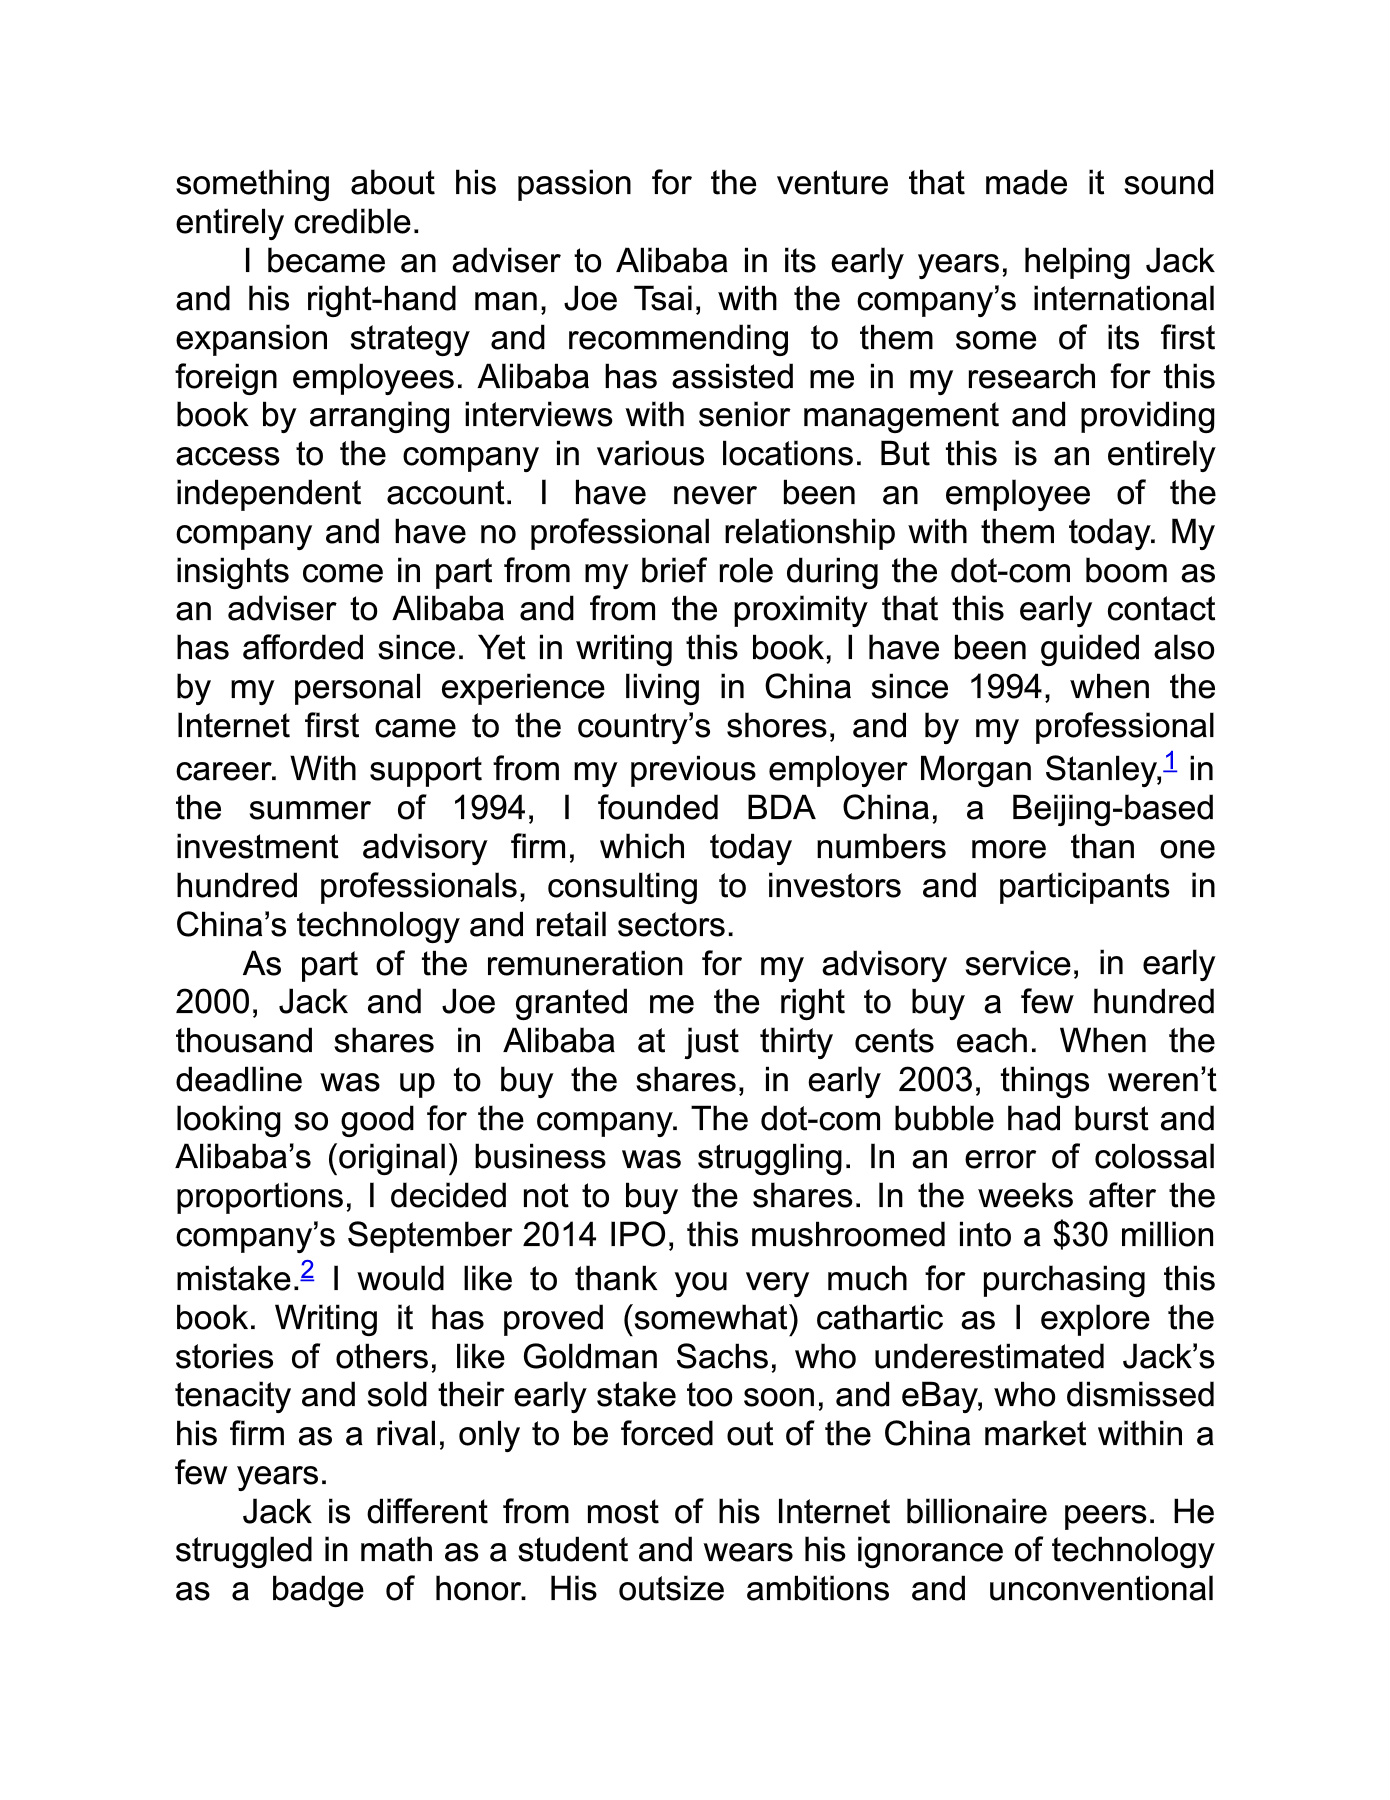 something about his passion for the venture that made it sound
entirely credible.
I became an adviser to Alibaba in its early years, helping Jack
and his right-hand man, Joe Tsai, with the company’s international
expansion strategy and recommending to them some of its first
foreign employees. Alibaba has assisted me in my research for this
book by arranging interviews with senior management and providing
access to the company in various locations. But this is an entirely
independent account. I have never been an employee of the
company and have no professional relationship with them today. My
insights come in part from my brief role during the dot-com boom as
an adviser to Alibaba and from the proximity that this early contact
has afforded since. Yet in writing this book, I have been guided also
by my personal experience living in China since 1994, when the
Internet first came to the country’s shores, and by my professional
career. With support from my previous employer Morgan Stanley,1 in
the summer of 1994, I founded BDA China, a Beijing-based
investment advisory firm, which today numbers more than one
hundred professionals, consulting to investors and participants in
China’s technology and retail sectors.
As part of the remuneration for my advisory service, in early
2000, Jack and Joe granted me the right to buy a few hundred
thousand shares in Alibaba at just thirty cents each. When the
deadline was up to buy the shares, in early 2003, things weren’t
looking so good for the company. The dot-com bubble had burst and
Alibaba’s (original) business was struggling. In an error of colossal
proportions, I decided not to buy the shares. In the weeks after the
company’s September 2014 IPO, this mushroomed into a $30 million
mistake.2 I would like to thank you very much for purchasing this
book. Writing it has proved (somewhat) cathartic as I explore the
stories of others, like Goldman Sachs, who underestimated Jack’s
tenacity and sold their early stake too soon, and eBay, who dismissed
his firm as a rival, only to be forced out of the China market within a
few years.
Jack is different from most of his Internet billionaire peers. He
struggled in math as a student and wears his ignorance of technology
as a badge of honor. His outsize ambitions and unconventional